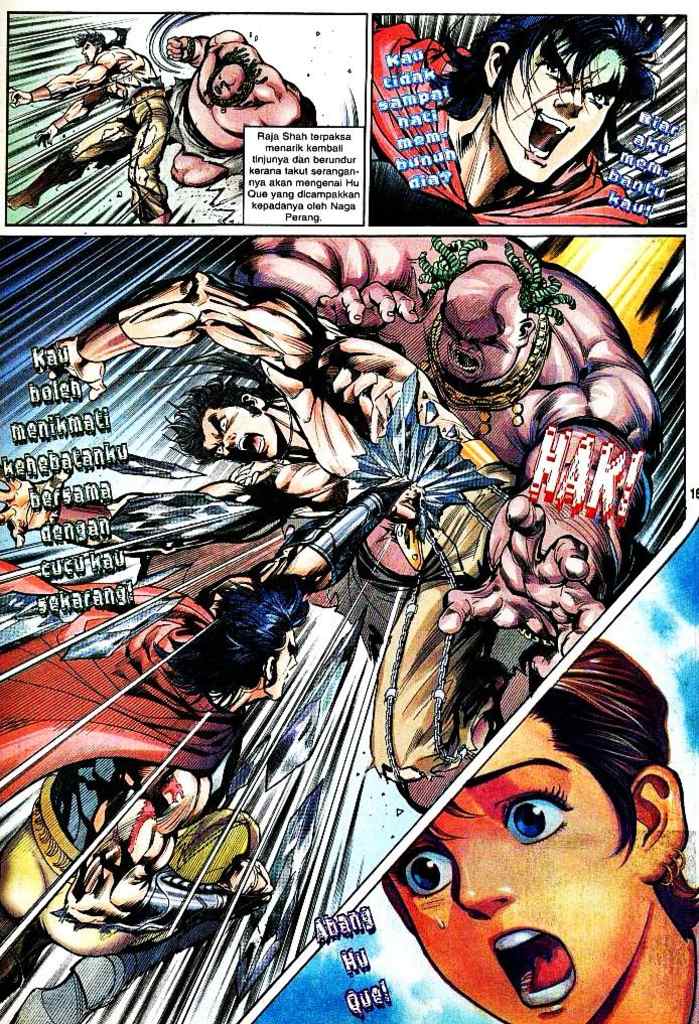 Raja Shah terpaksa
menarik kembali
tinjunya dan berundur
kerana takut serangan-
nya akan mengenai Hu
Que yang dicampakkan
kepadanya oleh Naga
Perang.
Kau
tidak
sampai
hati
mem-
bunuh
dia?
Biar
aku
mem-
bantu
kau!
Kau
boleh
menikmati
kehebatanku
bersama
dengan
cucu kau
sekarang!
HAK!
Abang
Hu
Que!